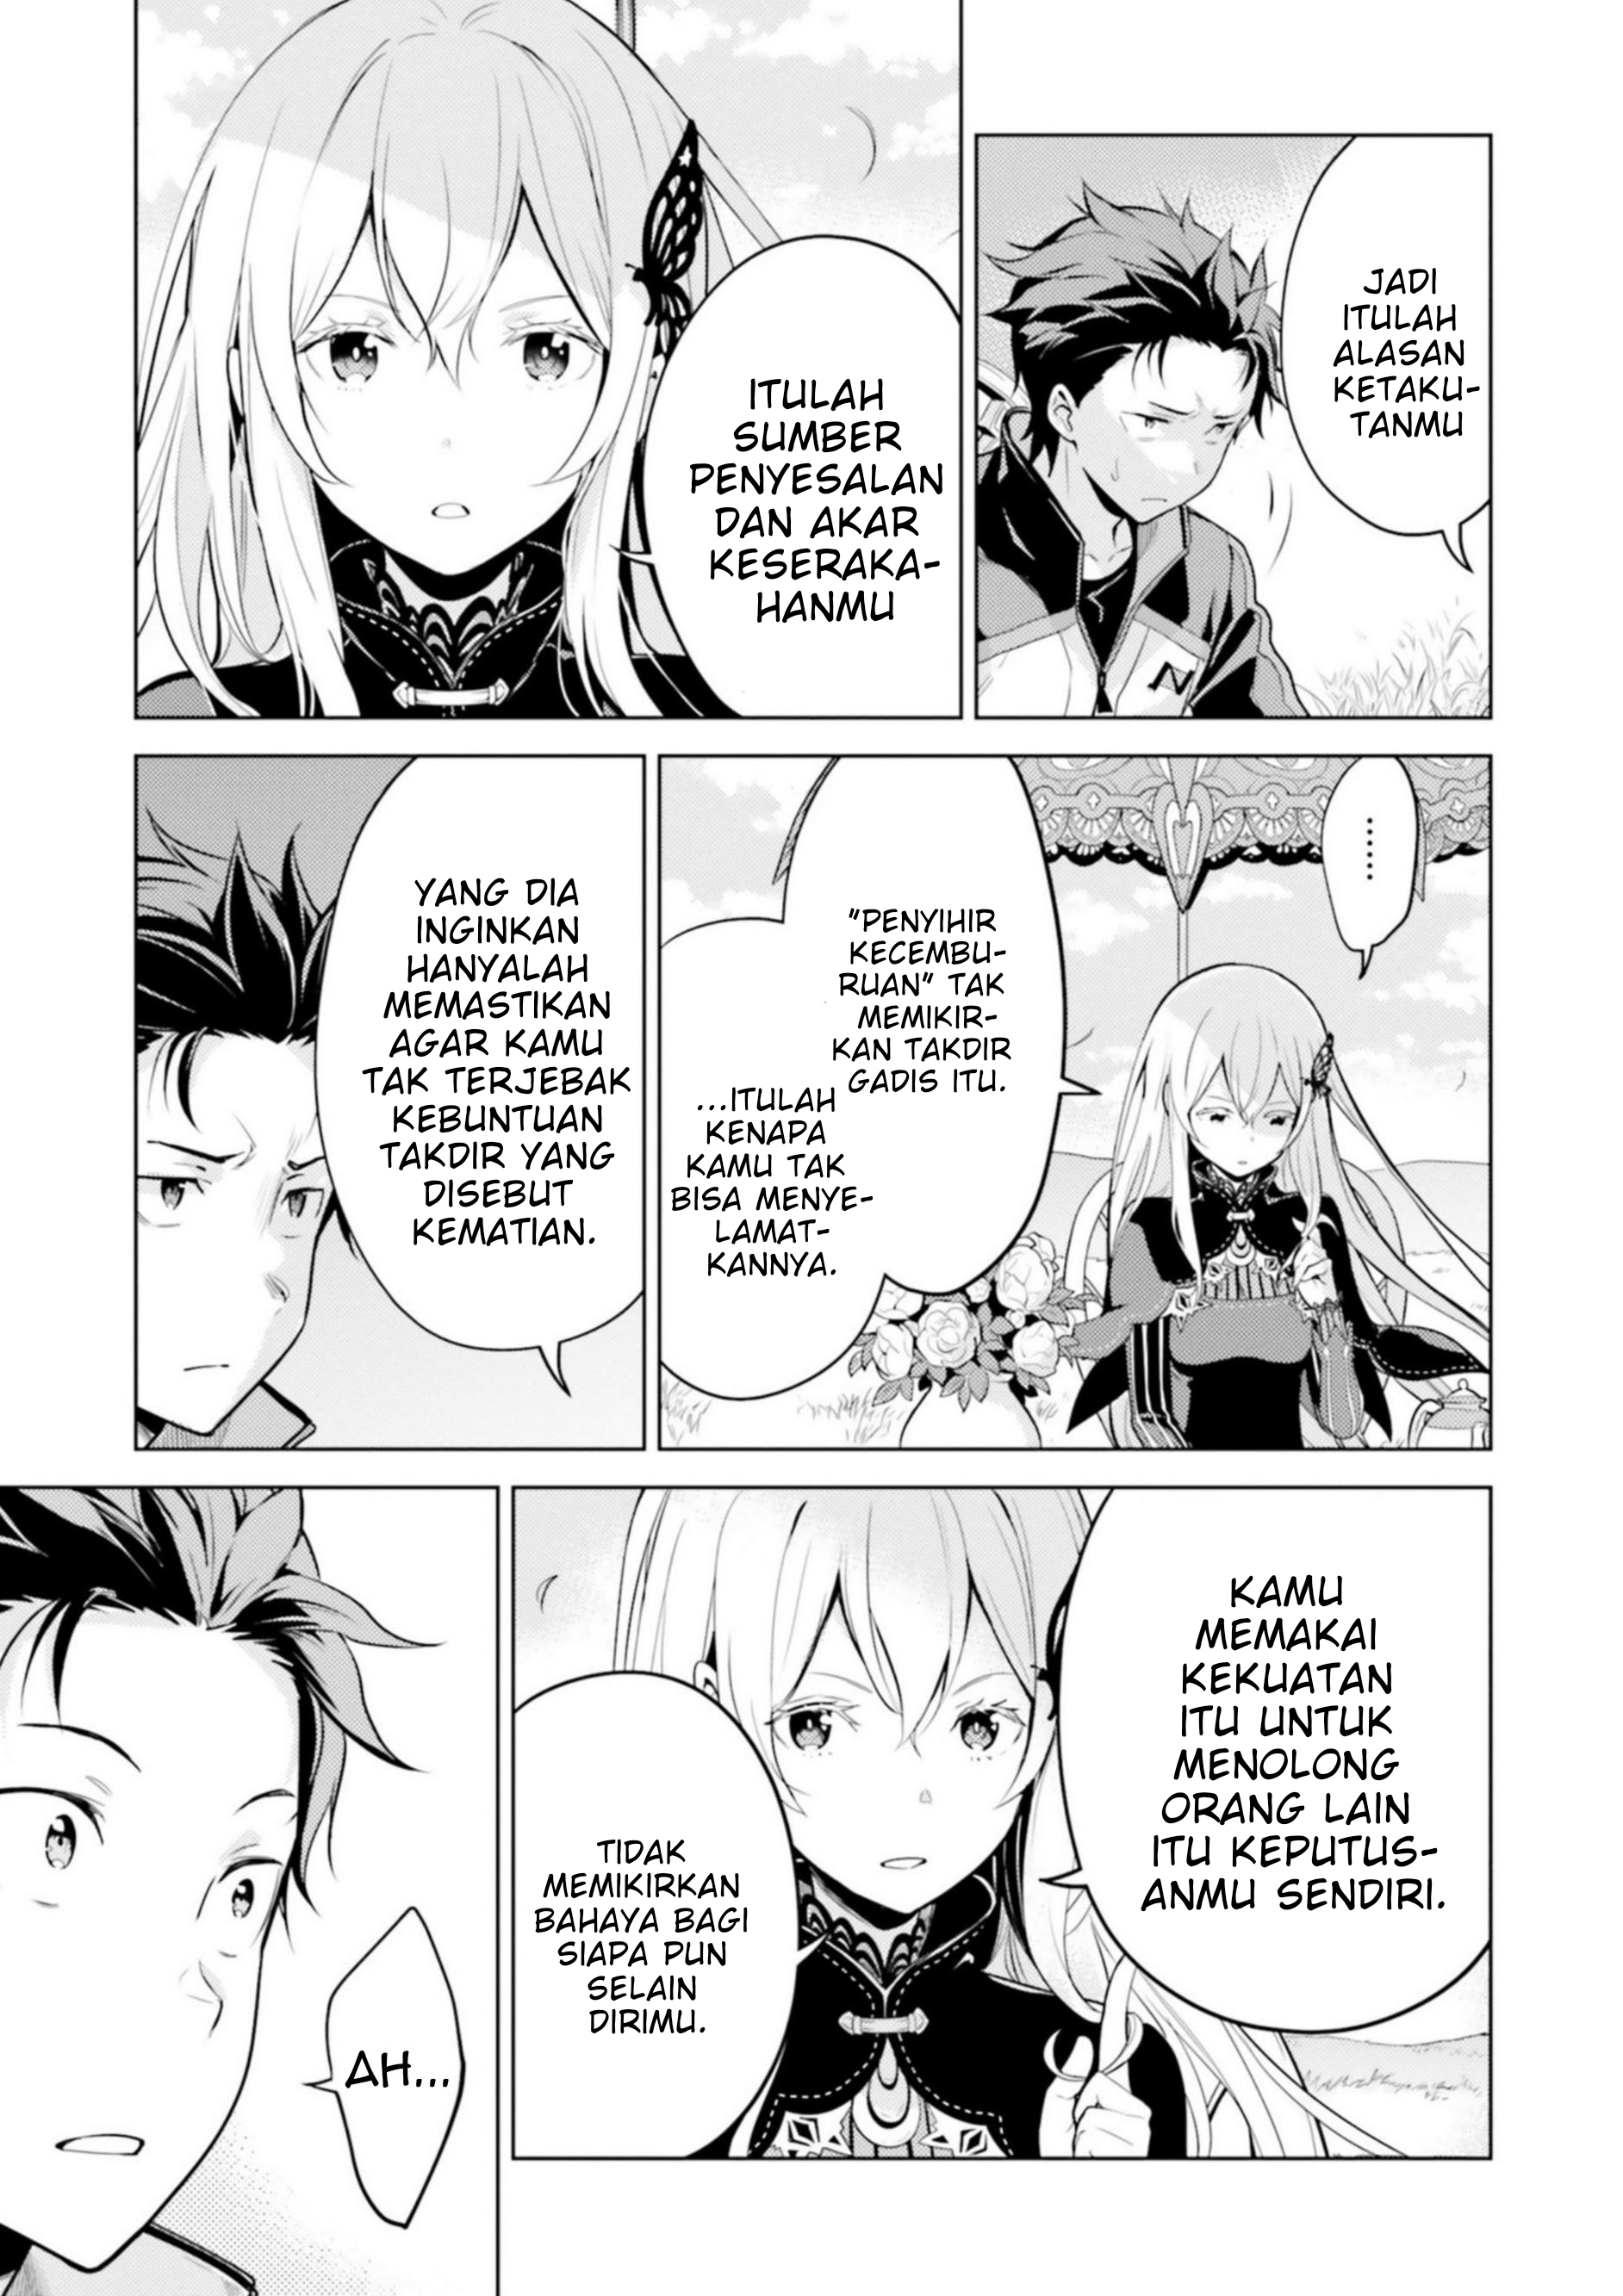 JADI
ITULAH
ALASAN
KETAKU-
TANMU
ITULAH
SUMBER
PENYESALAN
DAN AKAR
KESERAKA-
HANMU
.......
"PENYIHIR
KECEMBU-
RUAN" TAK
MEMIKIR-
KAN TAKDIR
GADIS ITU.
...ITULAH
KENAPA
KAMU TAK
BISA MENYE-
LAMAT-
KANNYA.
YANG DIA
INGINKAN
HANYALAH
MEMASTIKAN
AGAR KAMU
TAK TERJEBAK
KEBUNTUAN
TAKDIR YANG
DISEBUT
KEMATIAN.
KAMU
MEMAKAI
KEKUATAN
ITU UNTUK
MENOLONG
ORANG LAIN
ITU KEPUTUS-
ANMU SENDIRI.
TIDAK
MEMIKIRKAN
BAHAYA BAGI
SIAPA PUN
SELAIN
DIRIMU.
AH...